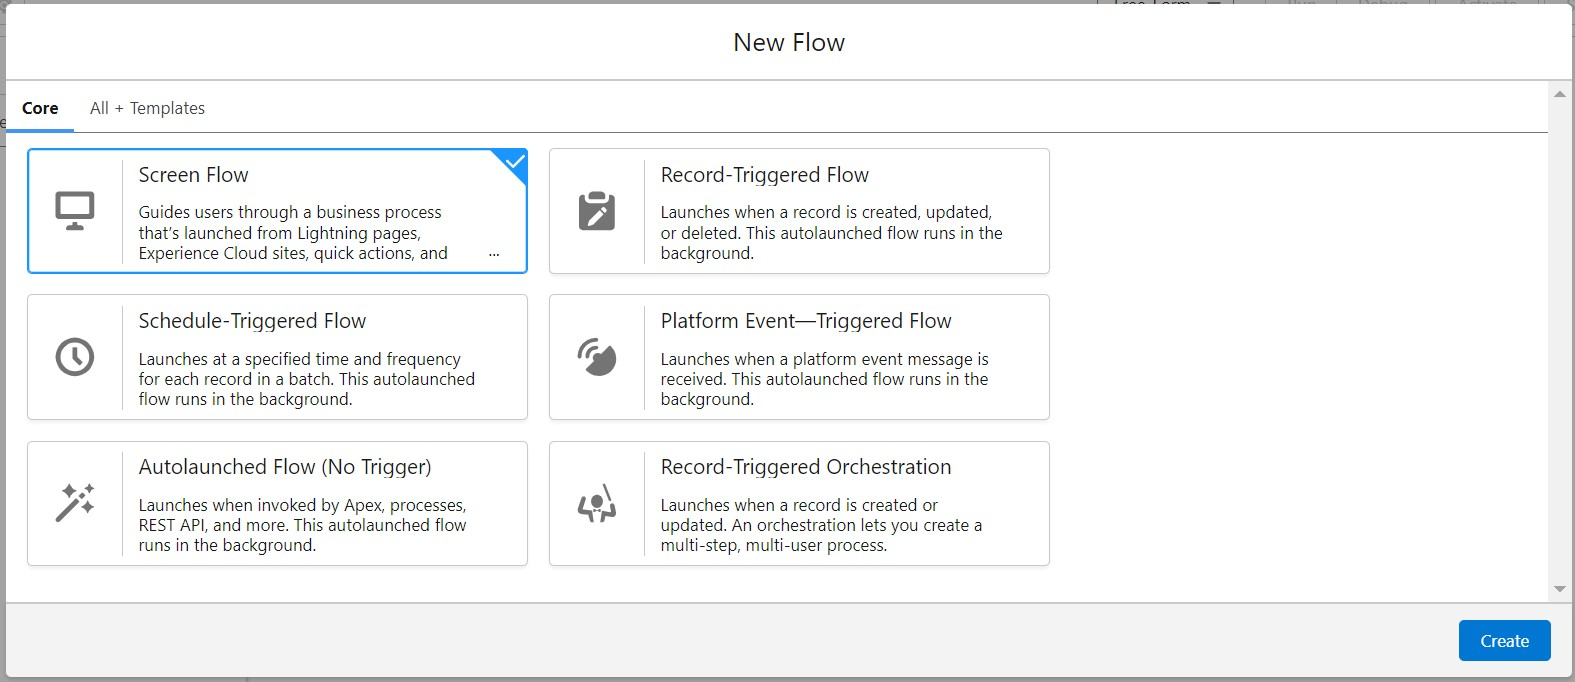 New Flow
Core
All + Templates
Screen Flow
Guides users through a business process
that's launched from Lightning pages,
Experience Cloud sites, quick actions, and ...
Record-Triggered Flow
Launches when a record is created, updated,
or deleted. This autolaunched flow runs in the
background.
Schedule-Triggered Flow
Launches at a specified time and frequency
for each record in a batch. This autolaunched
flow runs in the background.
Platform Event—Triggered Flow
Launches when a platform event message is
received. This autolaunched flow runs in the
background.
Autolaunched Flow (No Trigger)
Launches when invoked by Apex, processes,
REST API, and more. This autolaunched flow
runs in the background.
Record-Triggered Orchestration
Launches when a record is created or
updated. An orchestration lets you create a
multi-step, multi-user process.
Create